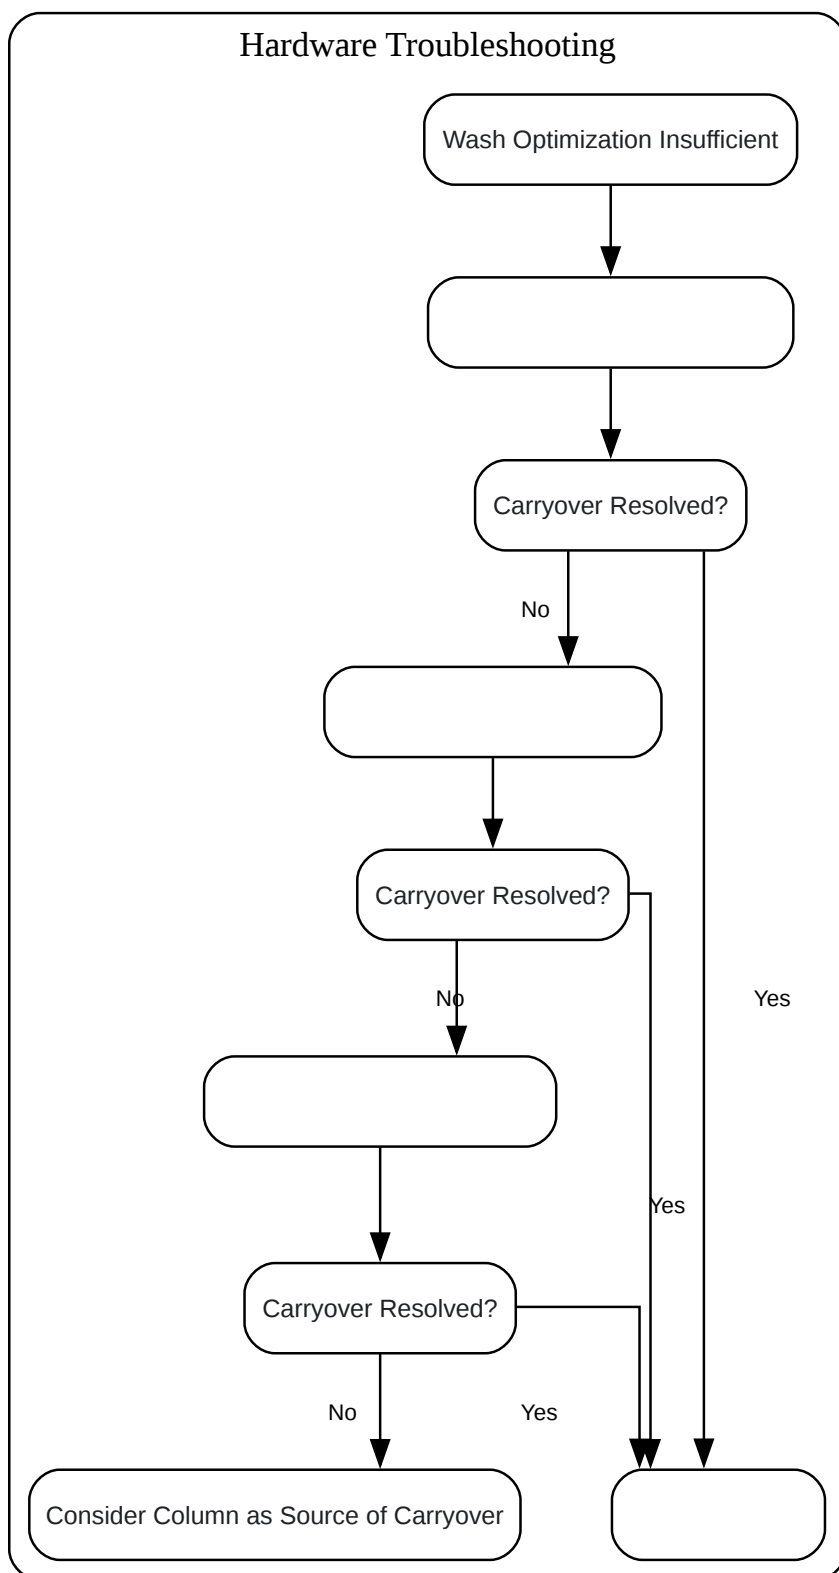 Hardware Troubleshooting
Wash Optimization Insufficient
Carryover Resolved?
No
Carryover Resolved?
No
Yes
Yes
Carryover Resolved?
No
Yes
Consider Column as Source of Carryover